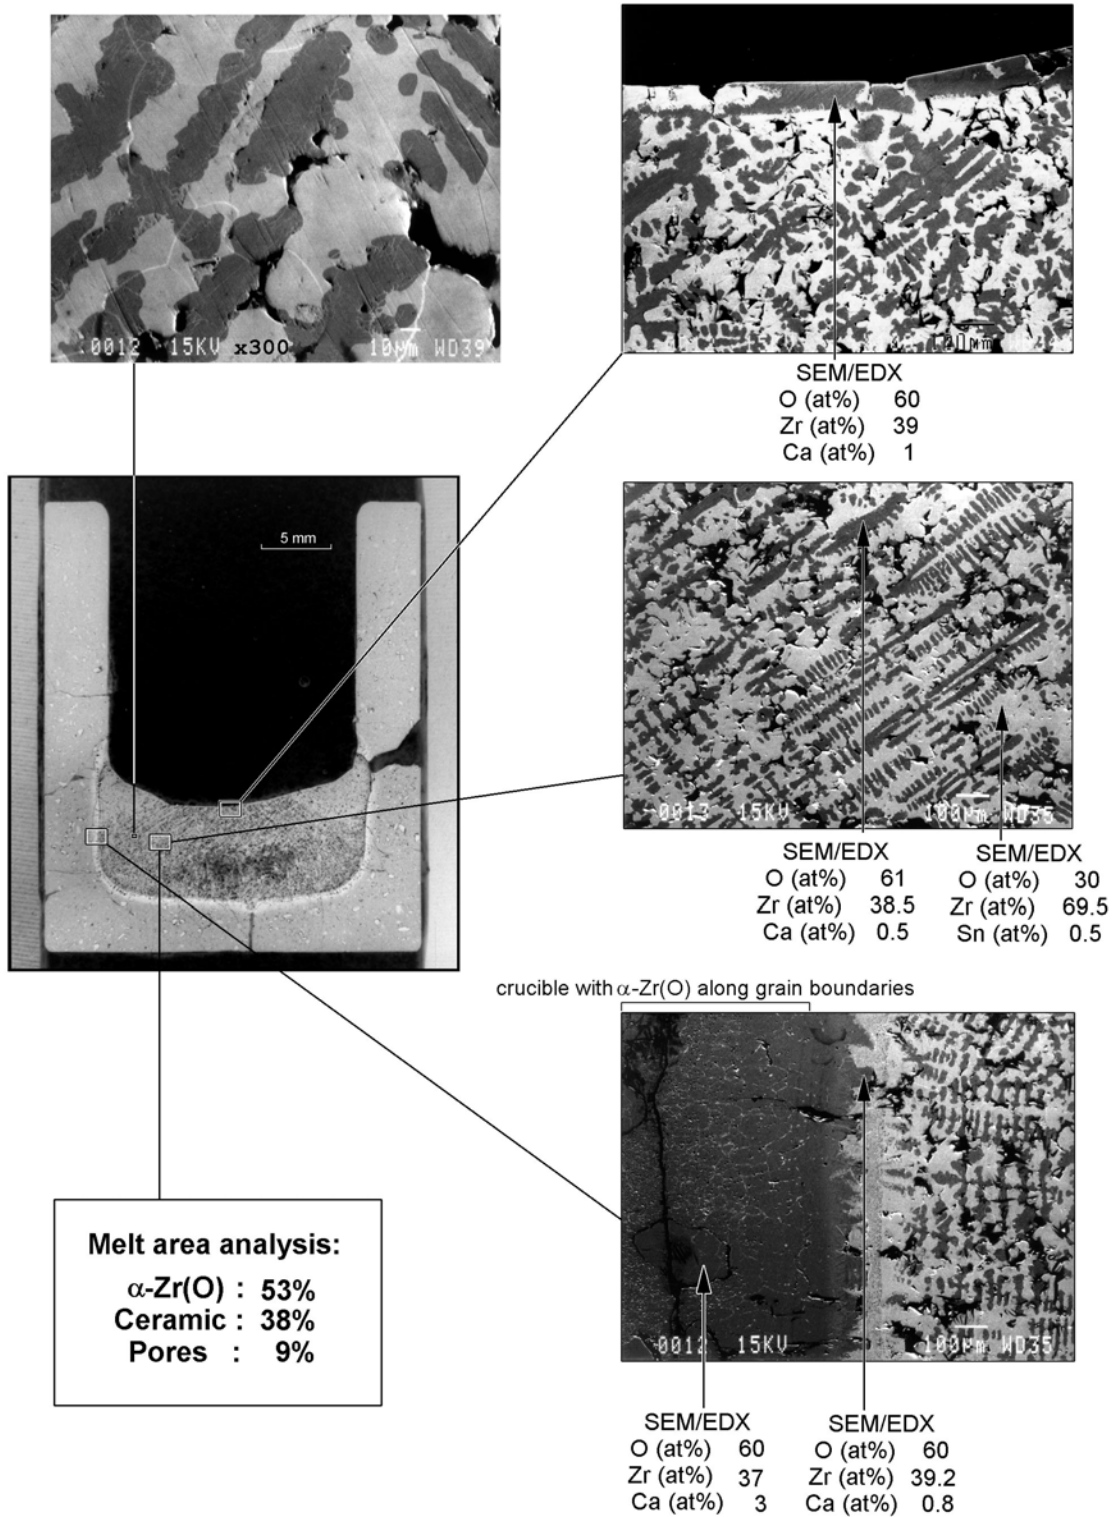 .0012 15KV x300 10µm WD39
100µm
SEM/EDX
O (at%) 60
Zr (at%) 39
Ca (at%) 1
5 mm
-0013 15KV 100µm WD35
SEM/EDX
O (at%) 61
Zr (at%) 38.5
Ca (at%) 0.5
SEM/EDX
O (at%) 30
Zr (at%) 69.5
Sn (at%) 0.5
crucible with α-Zr(O) along grain boundaries
-0012 15KV 100µm WD35
Melt area analysis:
α-Zr(O) : 53%
Ceramic : 38%
Pores : 9%
SEM/EDX
O (at%) 60
Zr (at%) 37
Ca (at%) 3
SEM/EDX
O (at%) 60
Zr (at%) 39.2
Ca (at%) 0.8